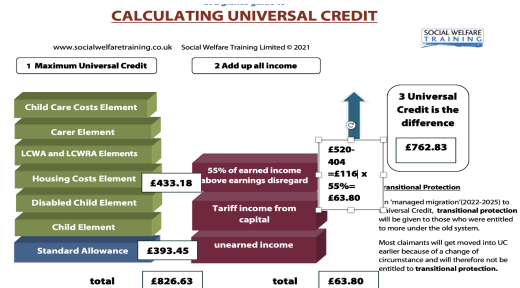 CALCULATING UNIVERSAL CREDIT
www.socialwelfaretraining.co.uk Social Welfare Training Limited © 2021
SOCIAL WELFARE
TRAINING
1 Maximum Universal Credit
2 Add up all income
3 Universal
Credit is the
difference
£762.83
Child Care Costs Element
Carer Element
LCWA and LCWRA Elements
Housing Costs Element
£433.18
Disabled Child Element
Child Element
Standard Allowance
£393.45
total
£826.63
55% of earned income
above earnings disregard
Tariff income from
capital
unearned income
£520-
404
=£116 x
55%=
£63.80
total
£63.80
ransitional Protection
n 'managed migration'(2022-2025) to
niversal Credit, transitional protection
will be given to those who were entitled
to more under the old system.
Most claimants will get moved into UC
earlier because of a change of
circumstance and will therefore not be
entitled to transitional protection.